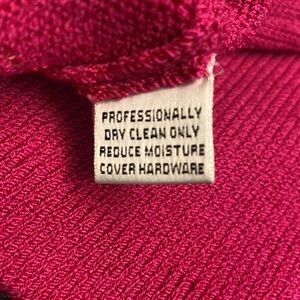 PROFESSIONALLY
DRY CLEAN ONLY
REDUCE MOISTURE
COVER HARDWARE